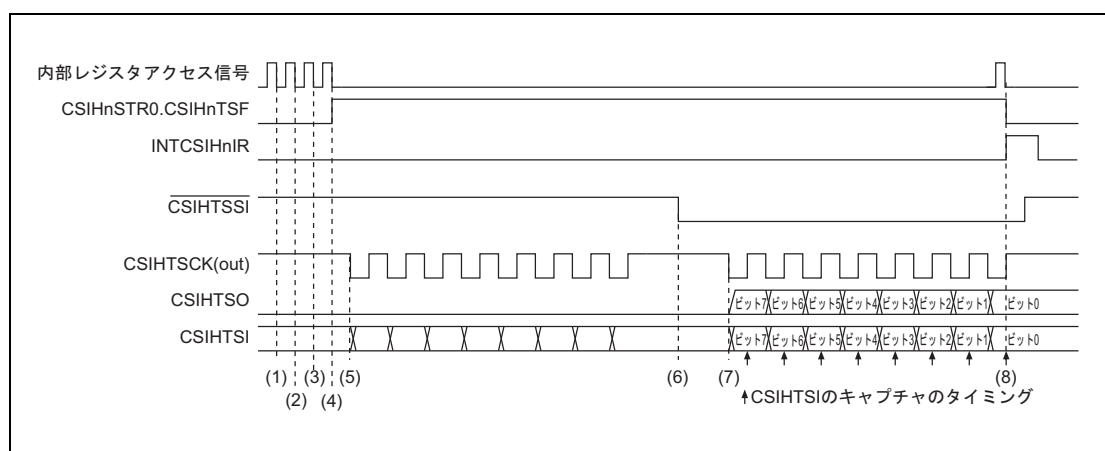 内部レジスタアクセス信号
CSIHnSTR0.CSIHnTSF
INTCSIHnIR
CSIHTSSI
CSIHTSCK(out)
CSIHTSO
ビット7 ビット6 ビット5 ビット4 ビット3 ビット2 ビット1 ビット0
CSIHTSI
ビット7 ビット6 ビット5 ビット4 ビット3 ビット2 ビット1 ビット0
(1) (3) (5) (6) (7) (8)
(2) (4)
CSIHTSIのキャプチャのタイミング